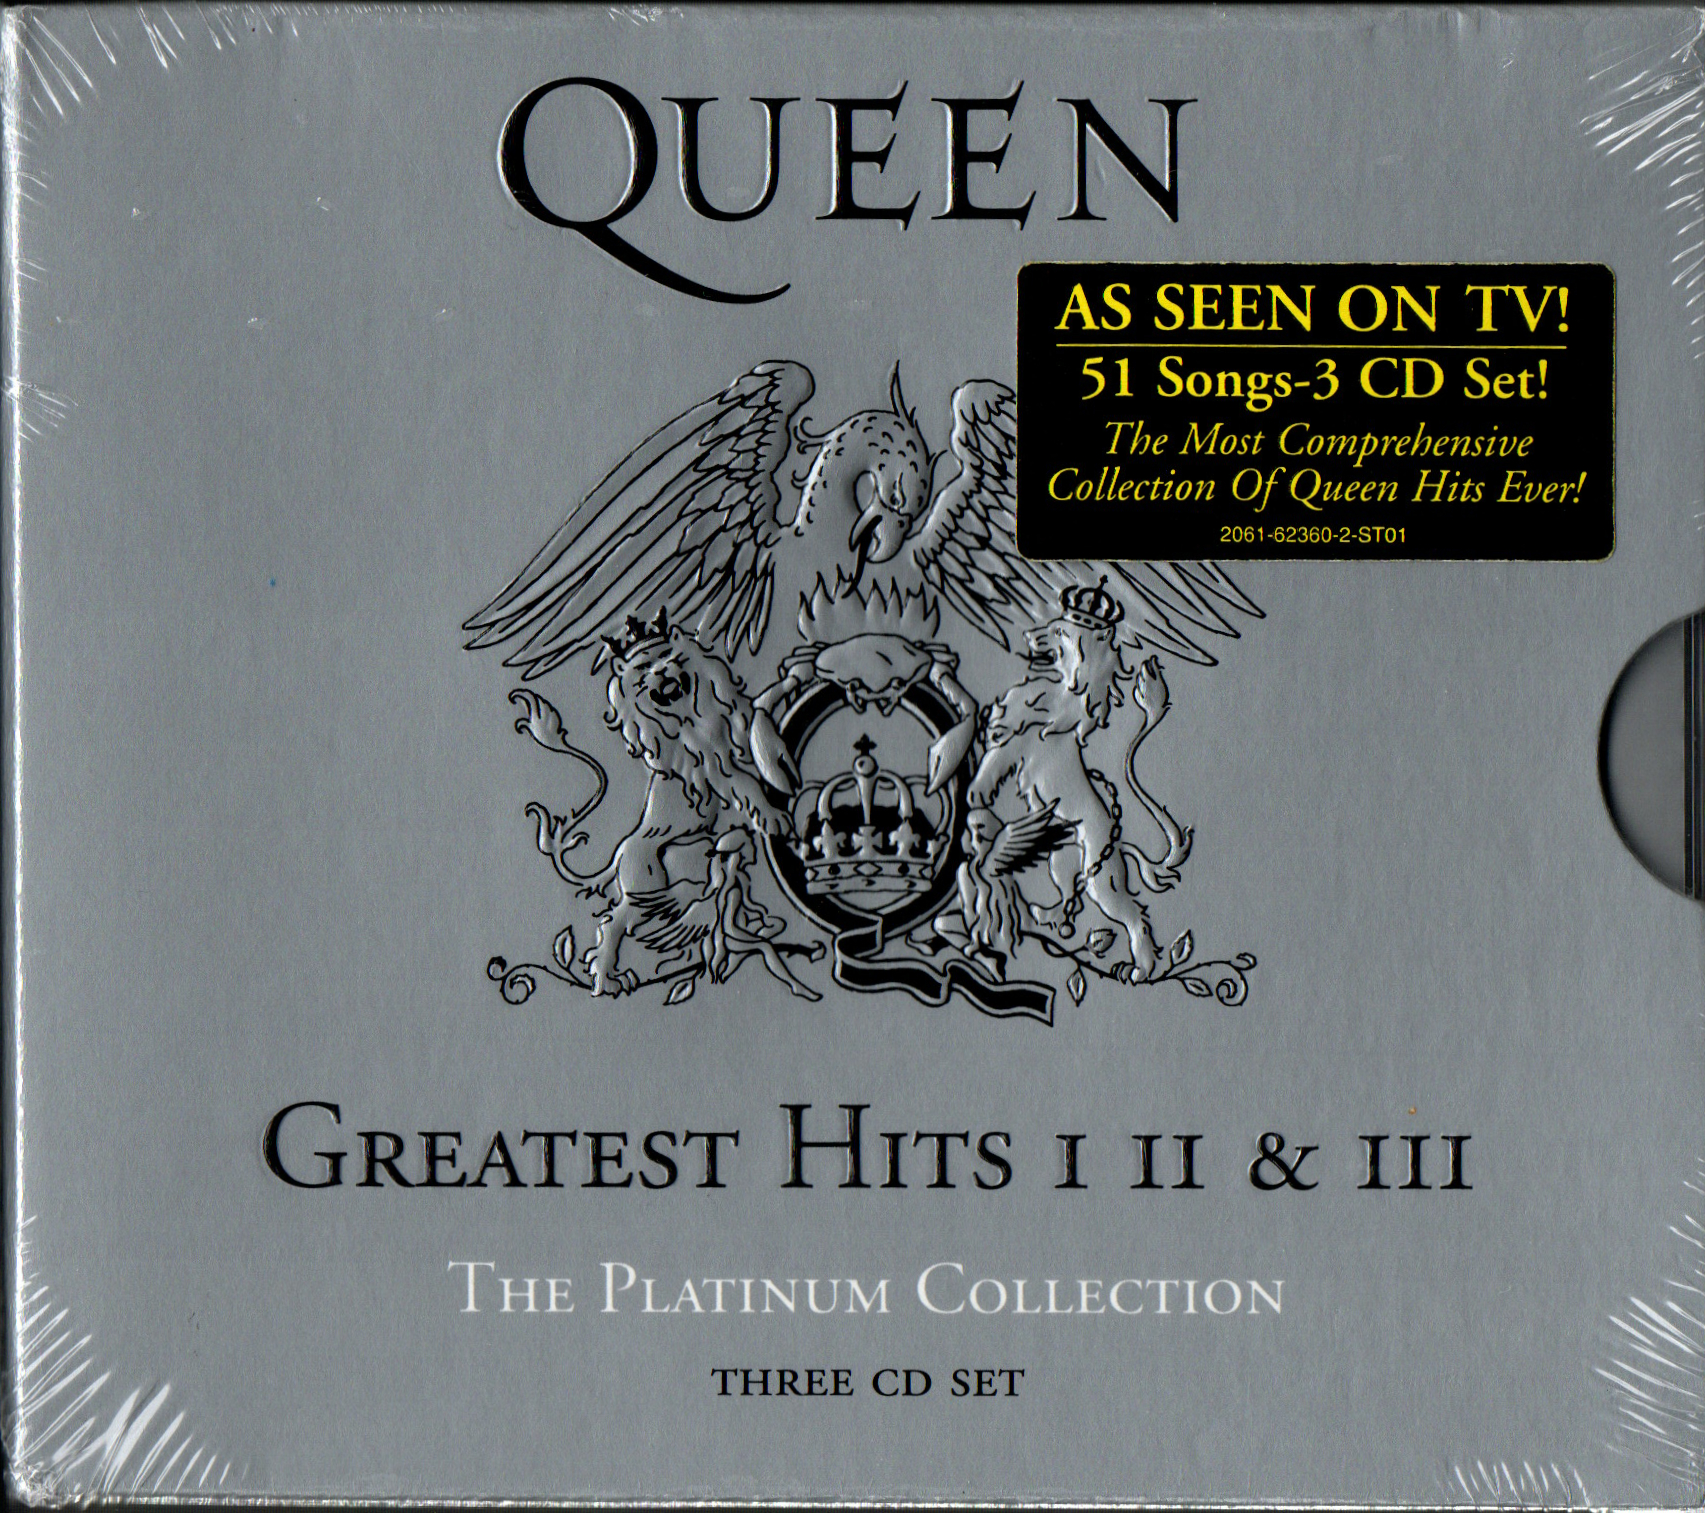 QUEEN
AS SEEN ON TV!
51 Songs-3 CD Set!
The Most Comprehensive
Collection Of Queen Hits Ever!
2061-62360-2-ST01
GREATEST HITS I II & III
THE PLATINUM COLLECTION
THREE CD SET